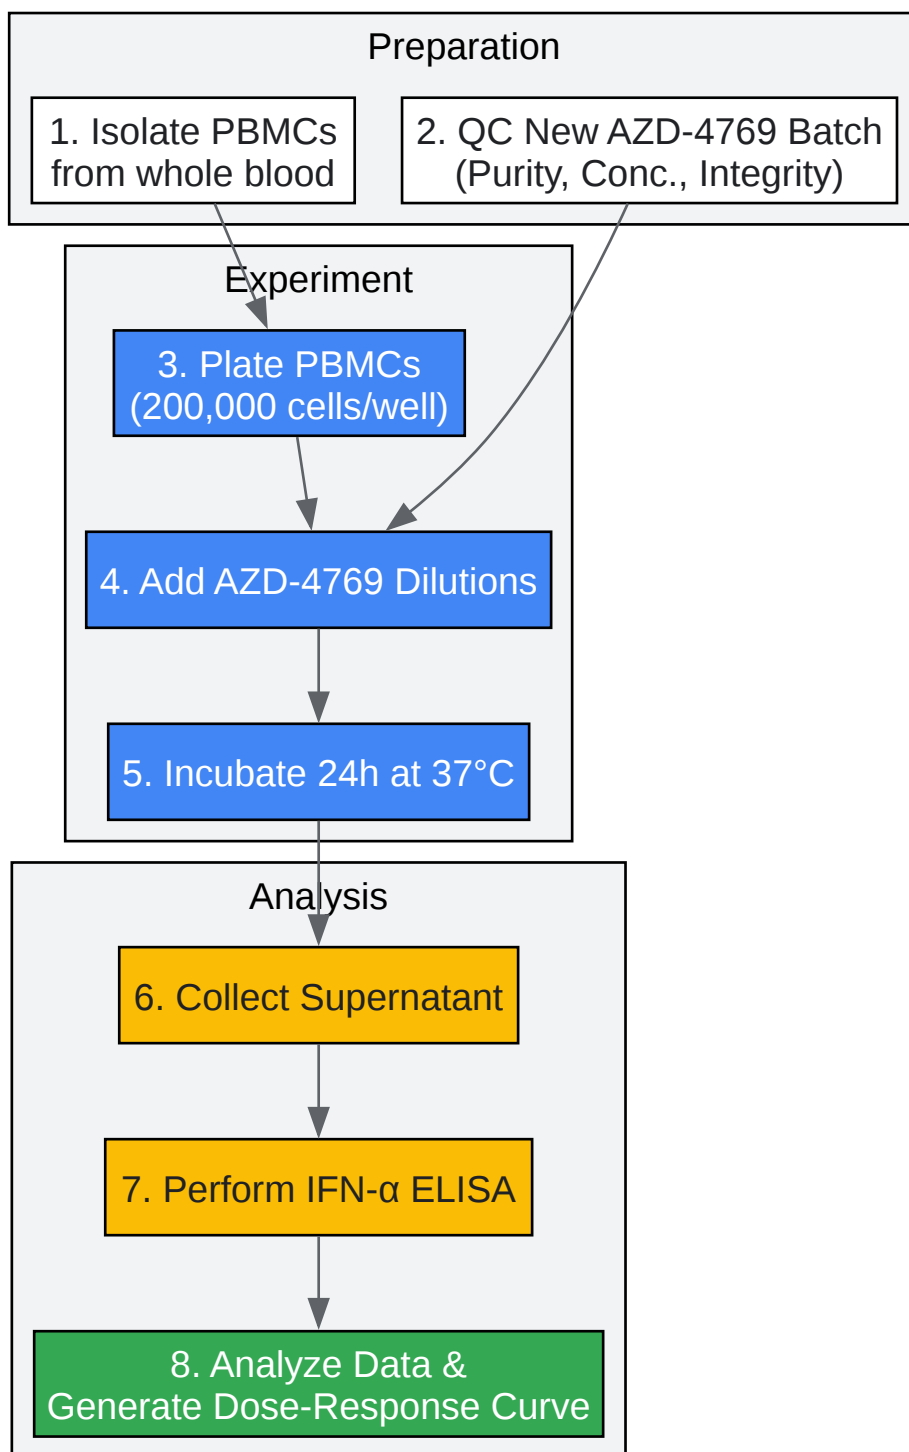 Preparation
1. Isolate PBMCs
from whole blood
2. QC New AZD-4769 Batch
(Purity, Conc., Integrity)
Experiment
3. Plate PBMCs
(200,000 cells/well)
4. Add AZD-4769 Dilutions
5. Incubate 24h at 37°C
Analysis
6. Collect Supernatant
7. Perform IFN-α ELISA
8. Analyze Data &
Generate Dose-Response Curve